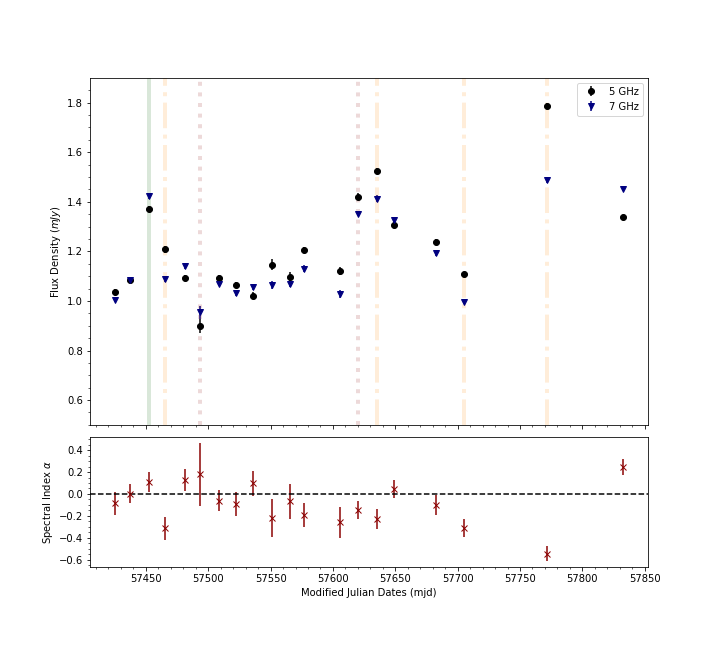 5 GHz
7 GHz
Flux Density (mJy)
1.8
1.6
1.4
1.2
1.0
0.8
0.6
Spectral Index α
0.4
0.2
0.0
−0.2
−0.4
−0.6
57450 57500 57550 57600 57650 57700 57750 57800 57850
Modified Julian Dates (mjd)